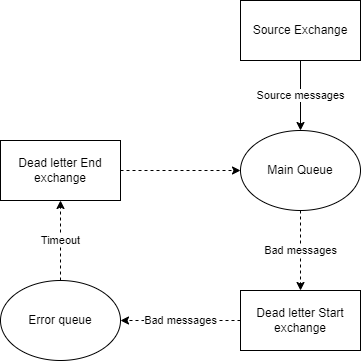 Source Exchange
Source messages
Dead letter End
exchange
Main Queue
Timeout
Bad messages
Error queue
Bad messages
Dead letter Start
exchange